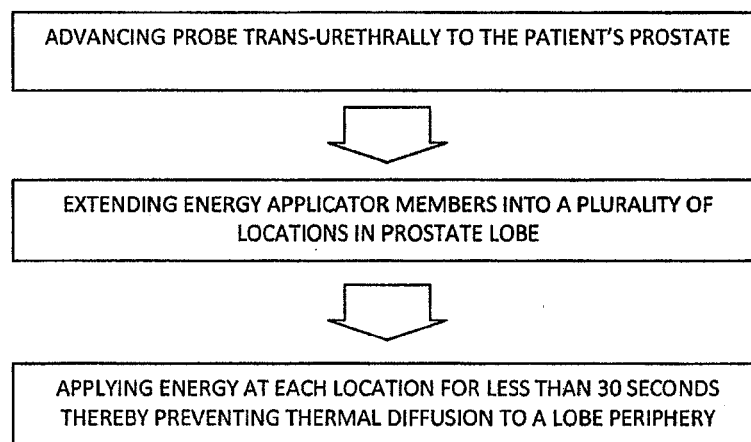 ADVANCING PROBE TRANS-URETHRALLY TO THE PATIENT'S PROSTATE
EXTENDING ENERGY APPLICATOR MEMBERS INTO A PLURALITY OF
LOCATIONS IN PROSTATE LOBE
APPLYING ENERGY AT EACH LOCATION FOR LESS THAN 30 SECONDS
THEREBY PREVENTING THERMAL DIFFUSION TO A LOBE PERIPHERY